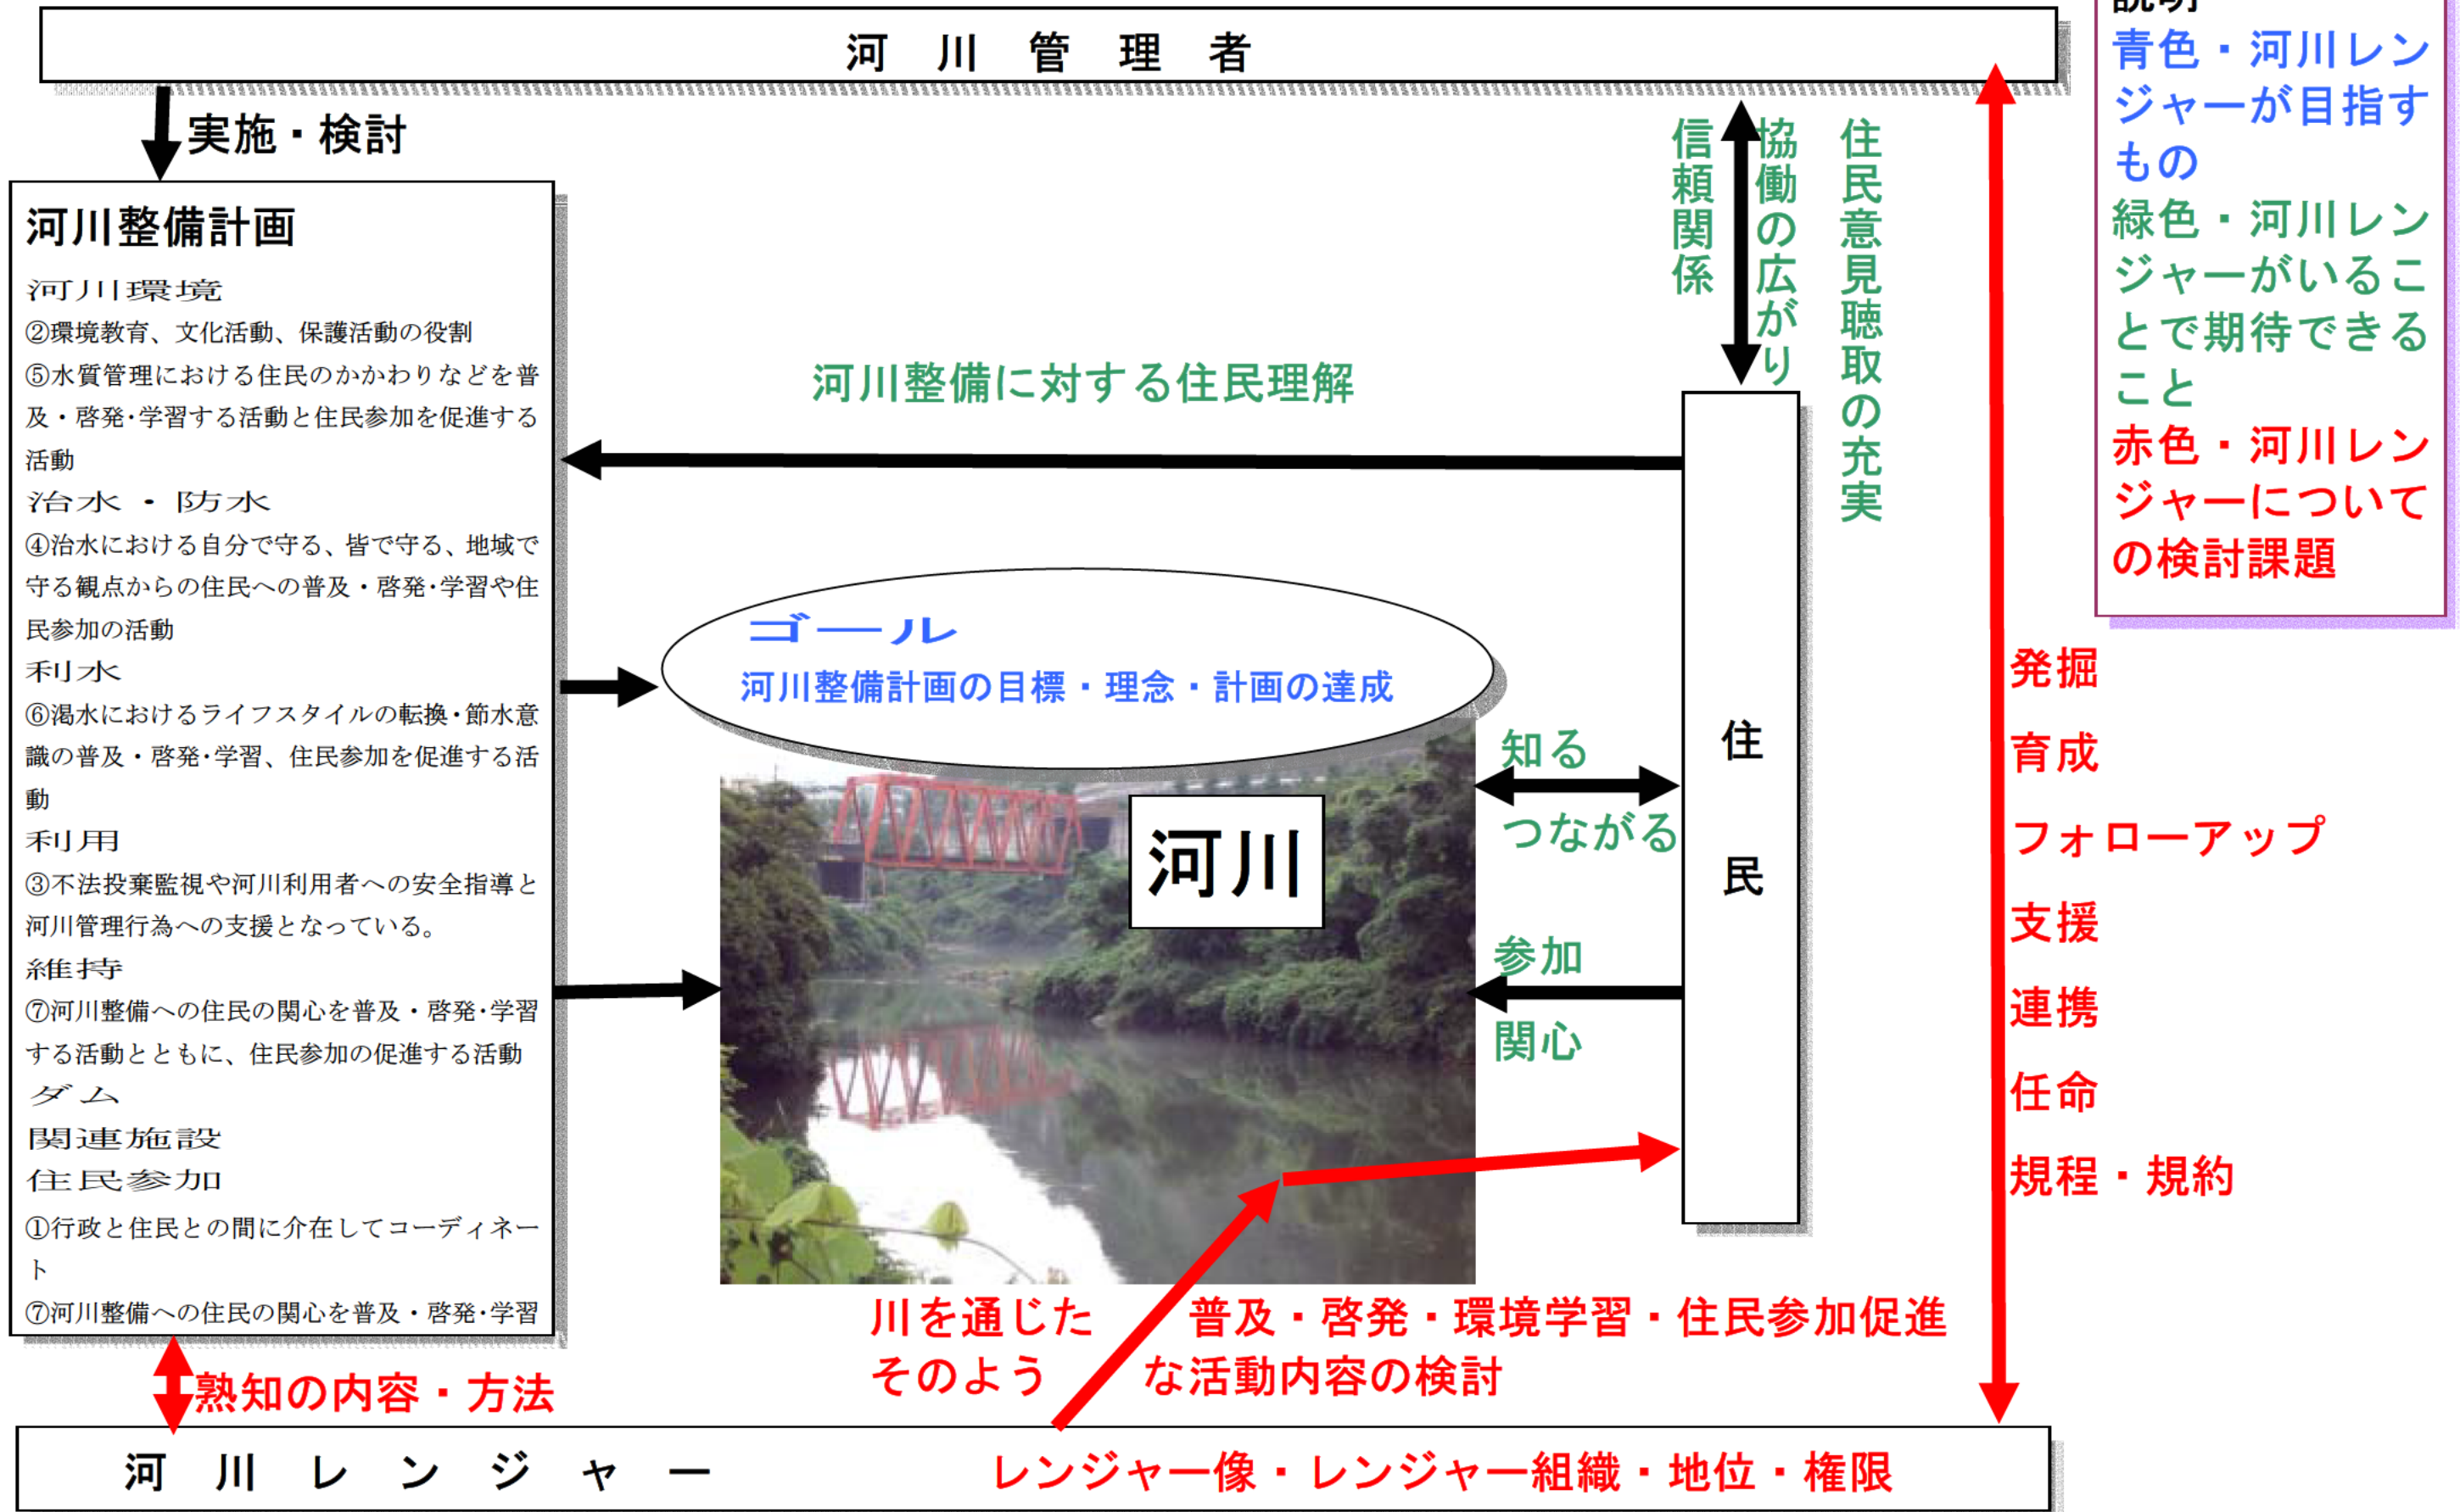 河川管理者
説明
青色・河川レン
ジャーが目指す
もの
緑色・河川レン
ジャーがいるこ
とで期待できる
こと
赤色・河川レン
ジャーについて
の検討課題
実施・検討
河川整備計画
河川環境
②環境教育、文化活動、保護活動の役割
⑤水質管理における住民のかかわりなどを普
及・啓発・学習する活動と住民参加を促進する
活動
治水・防水
④治水における自分で守る、皆で守る、地域で
守る観点からの住民への普及・啓発・学習や住
民参加の活動
利水
⑥渇水におけるライフスタイルの転換・節水意
識の普及・啓発・学習、住民参加を促進する活
動
利用
③不法投棄監視や河川利用者への安全指導と
河川管理行為への支援となっている。
維持
⑦河川整備への住民の関心を普及・啓発・学習
する活動とともに、住民参加の促進する活動
ダム
関連施設
住民参加
①行政と住民との間に介在してコーディネー
ト
⑦河川整備への住民の関心を普及・啓発・学習
信頼関係
協働の広がり
住民意見聴取の充実
河川整備に対する住民理解
ゴール
河川整備計画の目標・理念・計画の達成
河川
知る
つながる
参加
関心
住民
発掘
育成
フォローアップ
支援
連携
任命
規程・規約
川を通じた 普及・啓発・環境学習・住民参加促進
そのよう な活動内容の検討
熟知の内容・方法
河川レンジャー レンジャー像・レンジャー組織・地位・権限